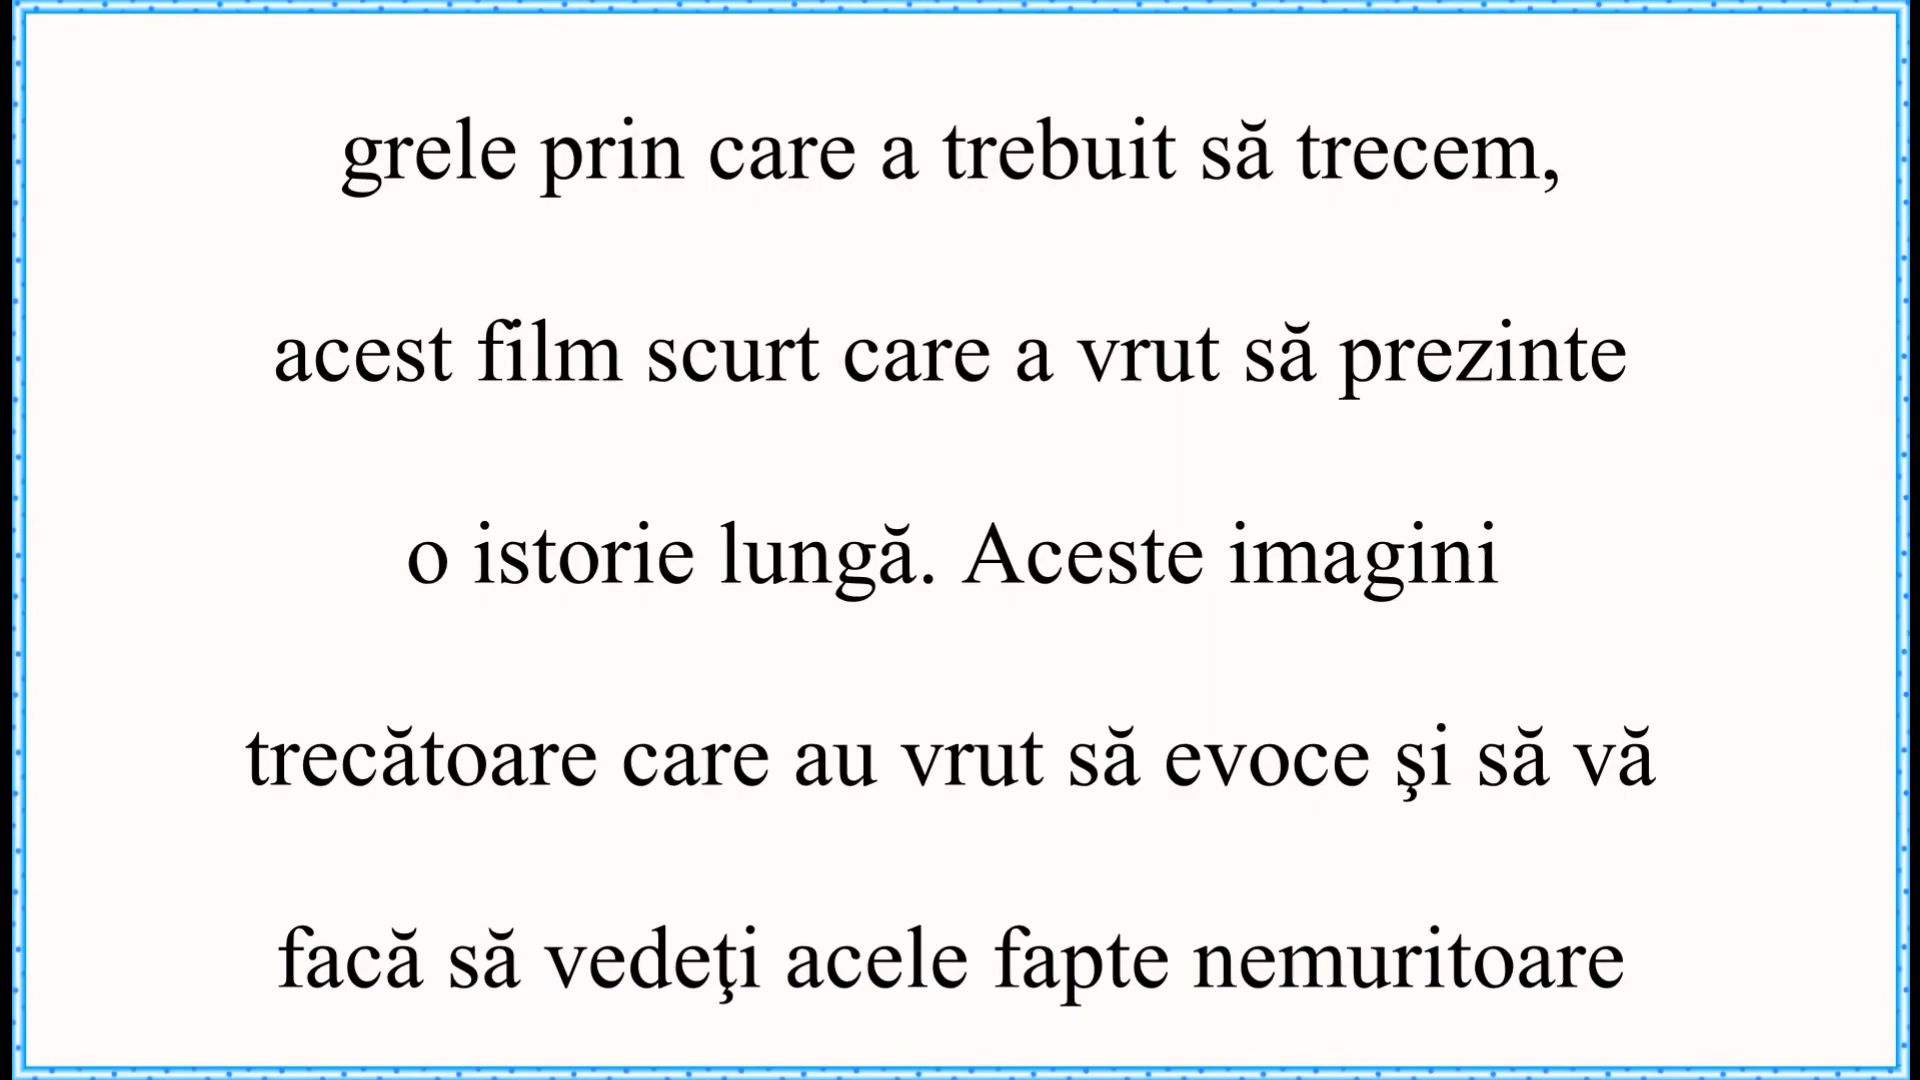 grele prin care a trebuit să trecem,
acest film scurt care a vrut să prezinte
o istorie lungă. Aceste imagini
trecătoare care au vrut să evoce şi să vă
facă să vedeţi acele fapte nemuritoare